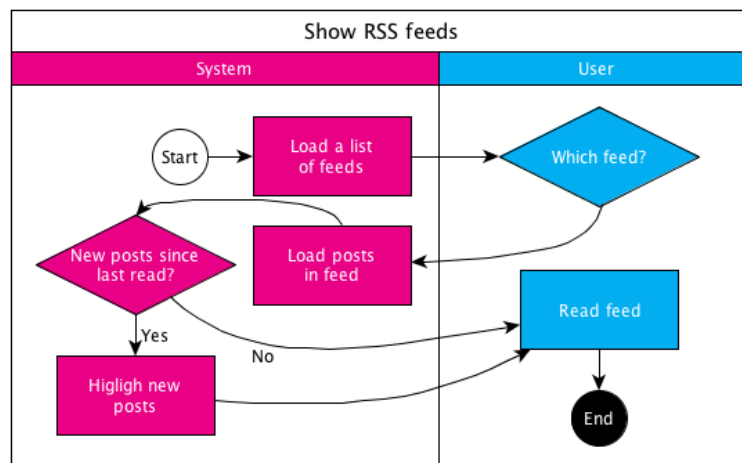 Show RSS feeds
System
User
Start
Load a list
of feeds
Which feed?
New posts since
last read?
Load posts
in feed
Read feed
Yes
No
Higligh new
posts
End